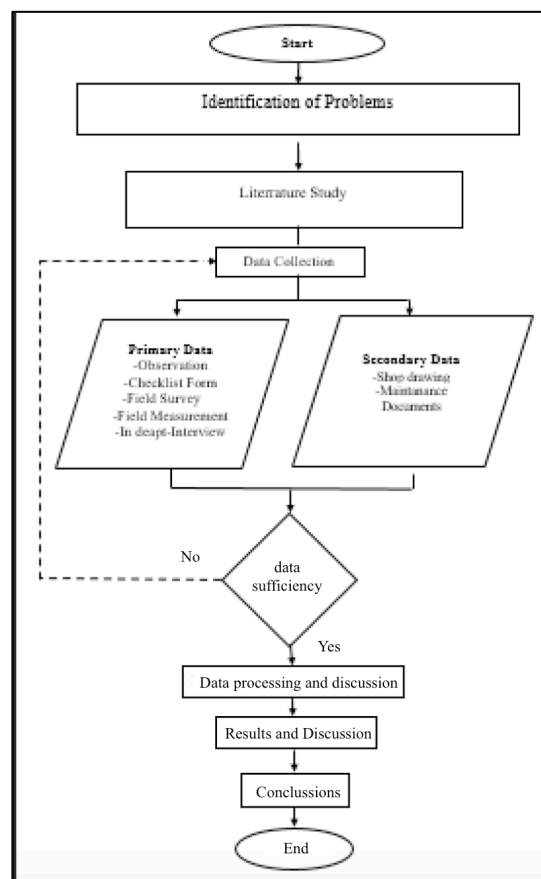 Start
Identification of Problems
Literrature Study
Data Collection
Primary Data
-Observation
-Checklist Form
-Field Survey
-Field Measurement
-In deapt-Interview
Secondary Data
-Shop drawing
-Maintanance
Documents
No
data
sufficiency
Yes
Data processing and discussion
Results and Discussion
Conclussions
End